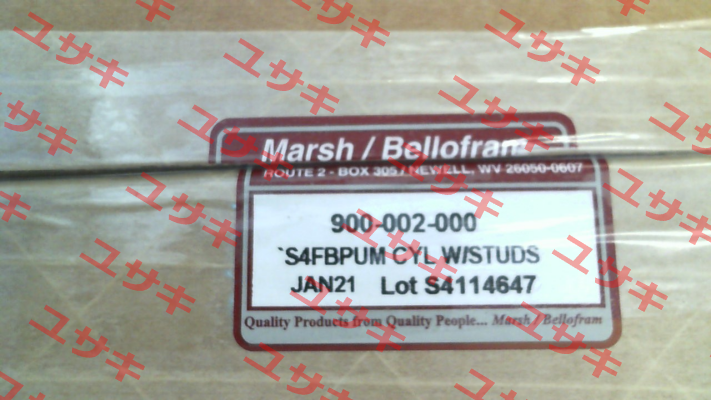 Marsh / Bellofram
ROUTE 2 - BOX 305 / NEWELL, WV 26050-0607
900-002-000
`S4FBPUM CYL W/STUDS
JAN21 Lot S4114647
Quality Products from Quality People... Marsh / Bellofram
ユサキ